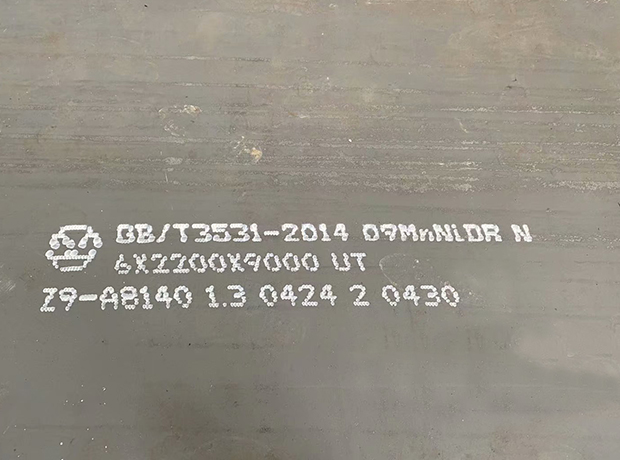 GB/T3531-2014 09MnNiDR N
6X2200X9000 UT
Z9-A8140 1.3 0424 2 0430